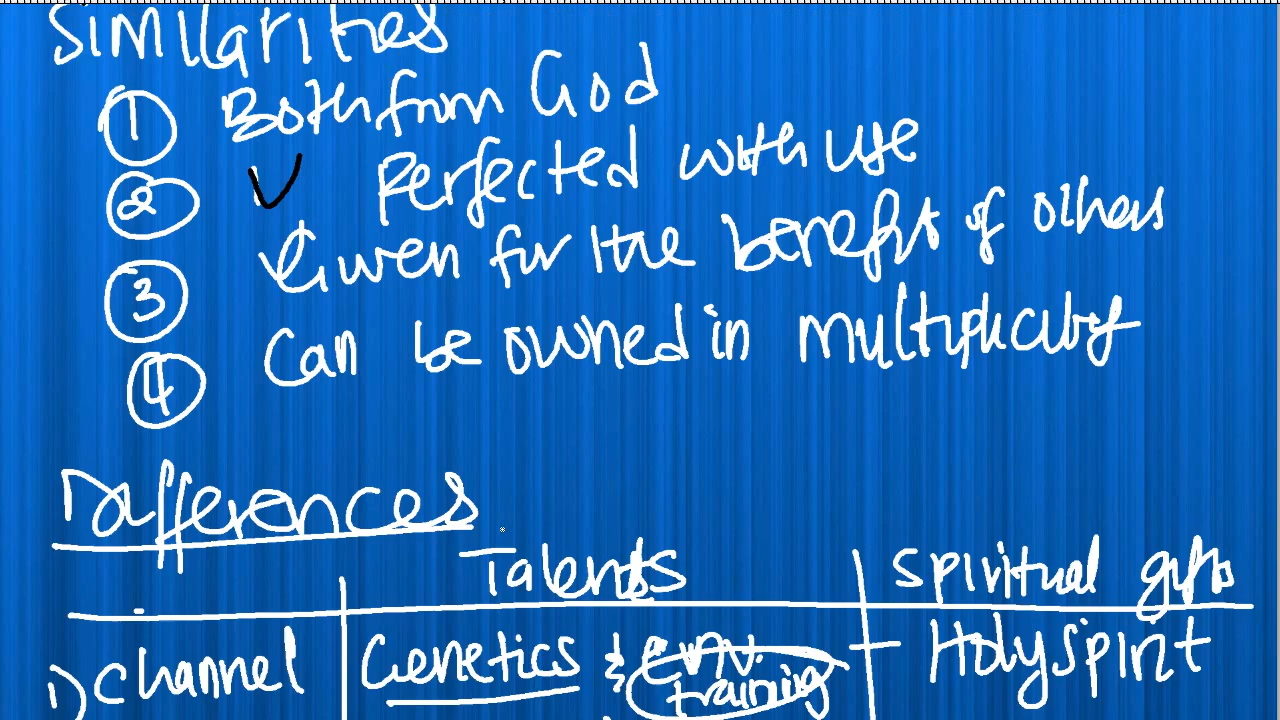 Similarities
① Both from God
② Perfected with use
③ Given for the benefit of others
④ Can be owned in multiplicity
Differences
Talents Spiritual gifts
1) Channel Genetics & env. training Holy Spirit